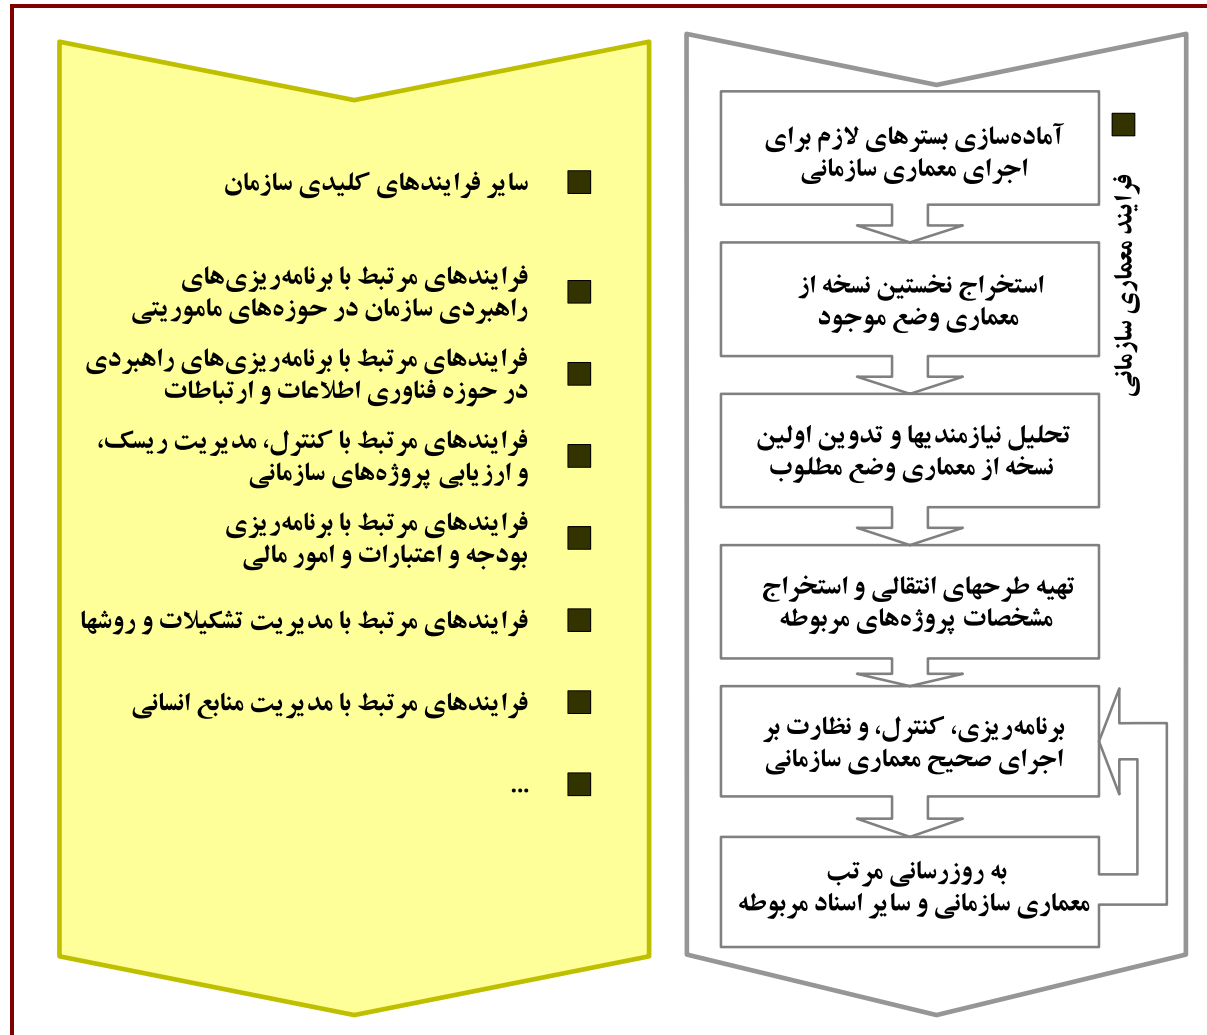 فرایند معماری سازمانی
آماده‌سازی بسترهای لازم برای
اجرای معماری سازمانی
استخراج نخستین نسخه از
معماری وضع موجود
تحلیل نیازمندیها و تدوین اولین
نسخه از معماری وضع مطلوب
تهیه طرحهای انتقالی و استخراج
مشخصات پروژه‌های مربوطه
برنامه‌ریزی، کنترل، و نظارت بر
اجرای صحیح معماری سازمانی
به روزرسانی مرتب
معماری سازمانی و سایر اسناد مربوطه
سایر فرایندهای کلیدی سازمان
فرایندهای مرتبط با برنامه‌ریزی‌های
راهبردی سازمان در حوزه‌های ماموریتی
فرایندهای مرتبط با برنامه‌ریزی‌های راهبردی
در حوزه فناوری اطلاعات و ارتباطات
فرایندهای مرتبط با کنترل، مدیریت ریسک،
و ارزیابی پروژه‌های سازمانی
فرایندهای مرتبط با برنامه‌ریزی
بودجه و اعتبارات و امور مالی
فرایندهای مرتبط با مدیریت تشکیلات و روشها
فرایندهای مرتبط با مدیریت منابع انسانی
...